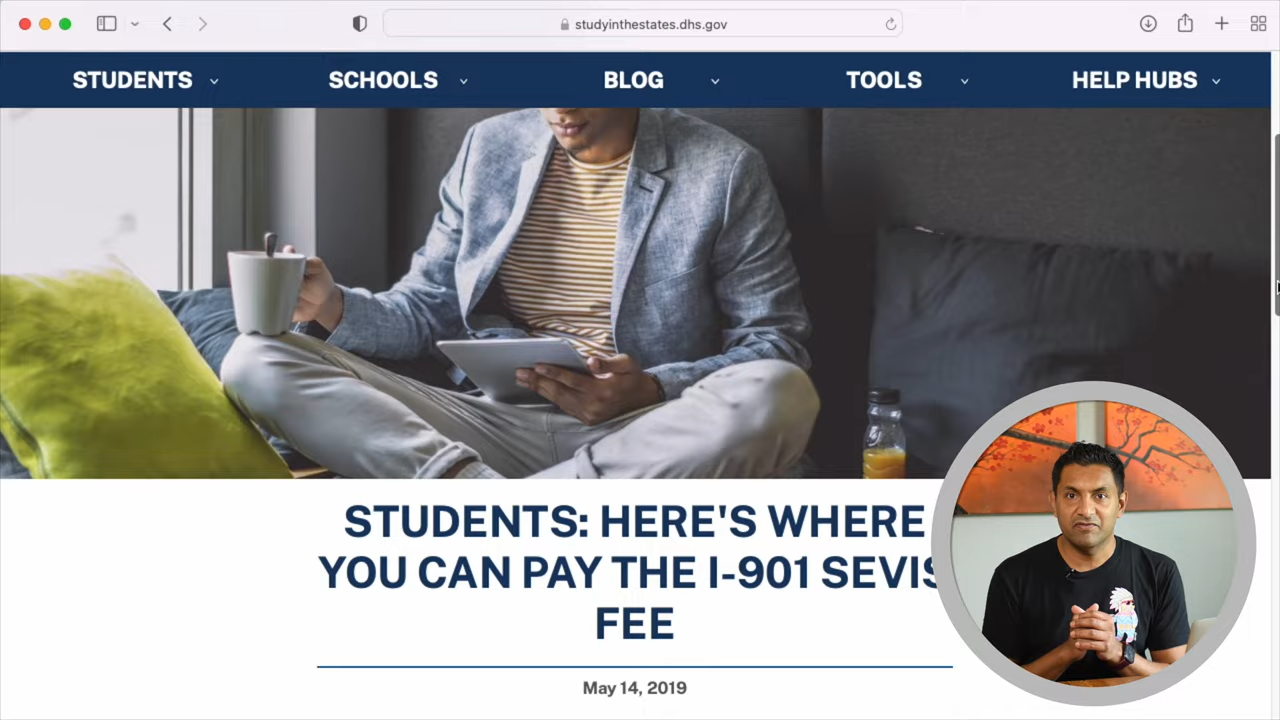 studyinthestates.dhs.gov
STUDENTS
SCHOOLS
BLOG
TOOLS
HELP HUBS
STUDENTS: HERE'S WHERE
YOU CAN PAY THE I-901 SEVIS
FEE
May 14, 2019